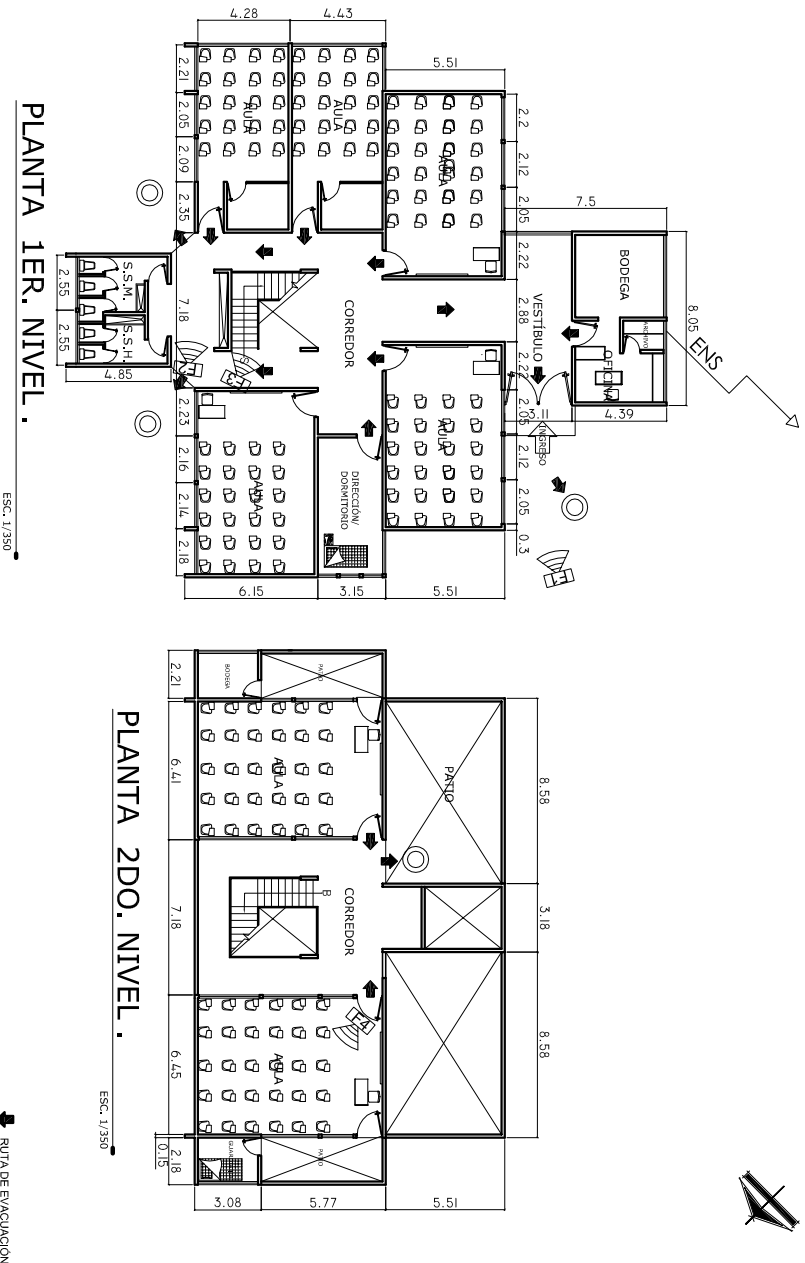 4.28
4.43
5.51
2.21
2.05
2.09
2.35
AULA
AULA
AULA
2.2
2.12
2.05
2.22
2.88
2.22
2.05
2.12
2.05
0.3
7.5
8.05
BODEGA
ARCHIVO
OFICINA
VESTÍBULO
3.11
4.39
INGRESO
ENS
S.S.M.
S.S.H.
2.55
2.55
4.85
7.18
CORREDOR
S
F2
F3
F1
AULA
AULA
DIRECCIÓN/
DORMITORIO
2.23
2.16
2.14
2.18
6.15
3.15
5.51
PLANTA 1ER. NIVEL.
ESC. 1/350
2.21
6.41
7.18
6.45
2.18
0.15
BODEGA
PATIO
AULA
PATIO
8.58
3.18
8.58
CORREDOR
B
F4
AULA
PATIO
3.08
5.77
5.51
PLANTA 2DO. NIVEL.
ESC. 1/350
RUTA DE EVACUACIÓN